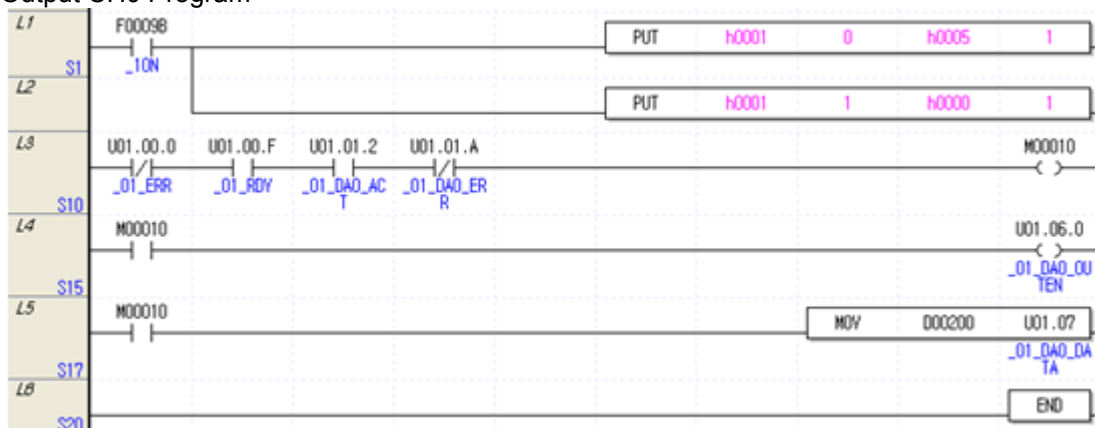 Output Program
L1 F0009B PUT h0001 0 h0005 1
S1 _1ON
L2 PUT h0001 1 h0000 1
L3 U01.00.0 U01.00.F U01.01.2 U01.01.A M00010
_01_ERR _01_RDY _01_DA0_AC _01_DA0_ER
T R
S10
L4 M00010 U01.06.0
_01_DA0_OU
TEN
S15
L5 M00010 MOV D00200 U01.07
_01_DA0_DA
TA
S17
L6 END
S20